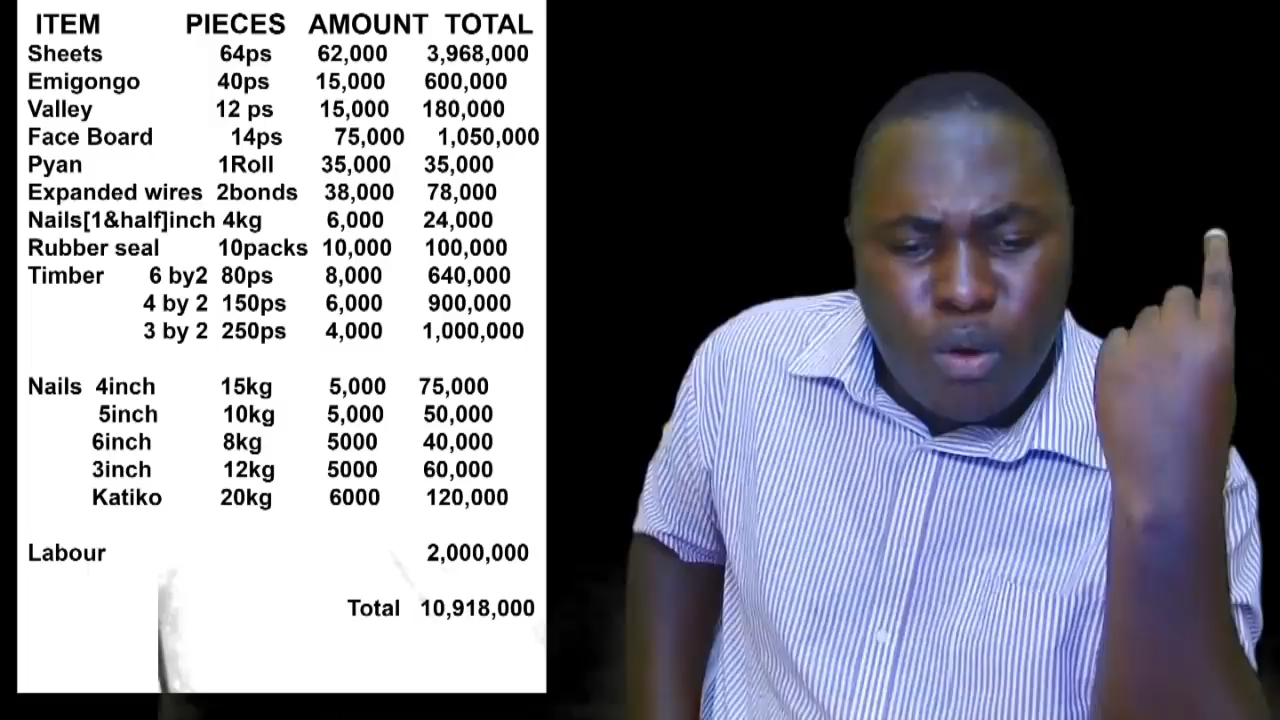 ITEM PIECES AMOUNT TOTAL
Sheets 64ps 62,000 3,968,000
Emigongo 40ps 15,000 600,000
Valley 12 ps 15,000 180,000
Face Board 14ps 75,000 1,050,000
Pyan 1Roll 35,000 35,000
Expanded wires 2bonds 38,000 78,000
Nails[1&half]inch 4kg 6,000 24,000
Rubber seal 10packs 10,000 100,000
Timber 6 by2 80ps 8,000 640,000
4 by 2 150ps 6,000 900,000
3 by 2 250ps 4,000 1,000,000
Nails 4inch 15kg 5,000 75,000
5inch 10kg 5,000 50,000
6inch 8kg 5000 40,000
3inch 12kg 5000 60,000
Katiko 20kg 6000 120,000
Labour 2,000,000
Total 10,918,000